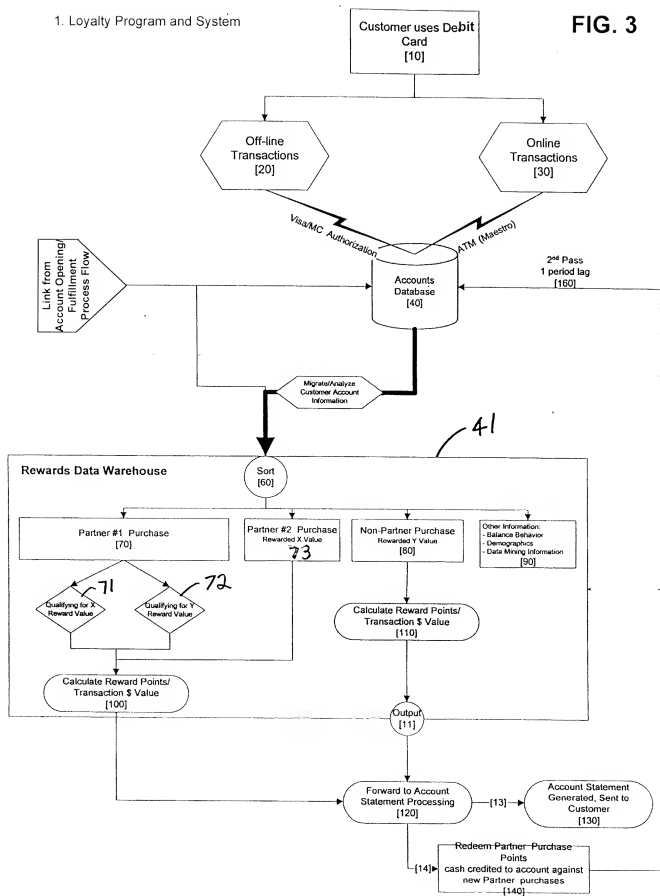 1. Loyalty Program and System
FIG. 3
Customer uses Debit
Card
[10]
Off-line
Transactions
[20]
Online
Transactions
[30]
Visa/MC Authorization
ATM (Maestro)
Link from
Account Opening/
Fulfillment
Process Flow
Accounts
Database
[40]
2nd Pass
1 period lag
[160]
Migrate/Analyze
Customer Account
Information
41
Rewards Data Warehouse
Sort
[60]
Partner #1 Purchase
[70]
Partner #2 Purchase
Rewarded X Value
73
Non-Partner Purchase
Rewarded Y Value
[80]
Other Information:
- Balance Behavior
- Demographics
- Data Mining Information
[90]
71
72
Qualifying for X
Reward Value
Qualifying for Y
Reward Value
Calculate Reward Points/
Transaction $ Value
[110]
Calculate Reward Points/
Transaction $ Value
[100]
Output
[11]
Forward to Account
Statement Processing
[120]
[13]
Account Statement
Generated, Sent to
Customer
[130]
[14]
Redeem Partner Purchase
Points
cash credited to account against
new Partner purchases
[140]